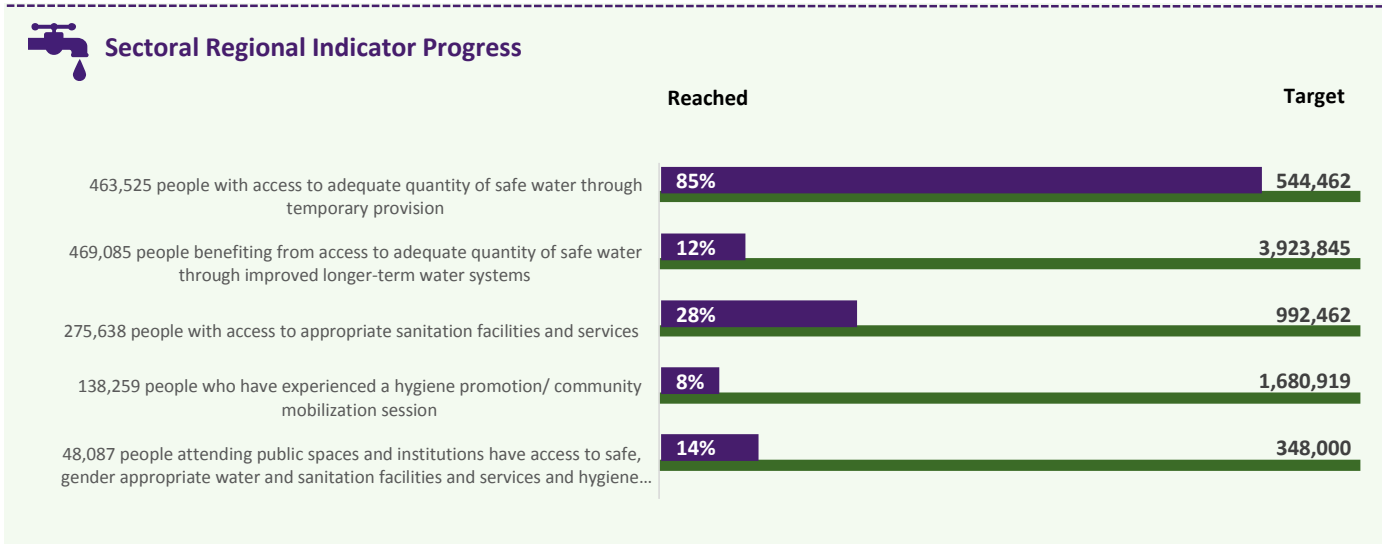 Sectoral Regional Indicator Progress
Reached Target
463,525 people with access to adequate quantity of safe water through
temporary provision
85% 544,462
469,085 people benefiting from access to adequate quantity of safe water
through improved longer-term water systems
12% 3,923,845
275,638 people with access to appropriate sanitation facilities and services
28% 992,462
138,259 people who have experienced a hygiene promotion/ community
mobilization session
8% 1,680,919
48,087 people attending public spaces and institutions have access to safe,
gender appropriate water and sanitation facilities and services and hygiene…
14% 348,000